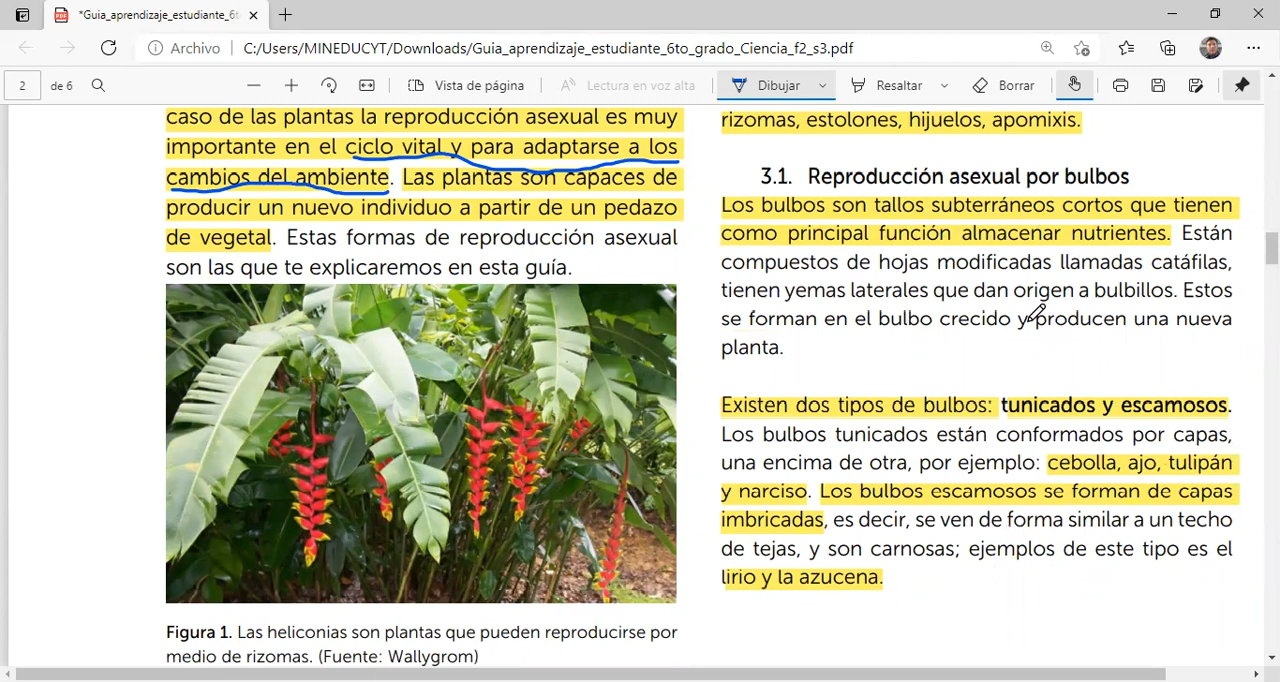 *Guia_aprendizaje_estudiante_6to
Archivo
C:/Users/MINEDUCYT/Downloads/Guia_aprendizaje_estudiante_6to_grado_Ciencia_f2_s3.pdf
2 de 6
Vista de página
Lectura en voz alta
Dibujar
Resaltar
Borrar
caso de las plantas la reproducción asexual es muy
importante en el ciclo vital y para adaptarse a los
cambios del ambiente. Las plantas son capaces de
producir un nuevo individuo a partir de un pedazo
de vegetal. Estas formas de reproducción asexual
son las que te explicaremos en esta guía.
Figura 1. Las heliconias son plantas que pueden reproducirse por
medio de rizomas. (Fuente: Wallygrom)
rizomas, estolones, hijuelos, apomixis.
3.1. Reproducción asexual por bulbos
Los bulbos son tallos subterráneos cortos que tienen
como principal función almacenar nutrientes. Están
compuestos de hojas modificadas llamadas catáfilas,
tienen yemas laterales que dan origen a bulbillos. Estos
se forman en el bulbo crecido y producen una nueva
planta.
Existen dos tipos de bulbos: tunicados y escamosos.
Los bulbos tunicados están conformados por capas,
una encima de otra, por ejemplo: cebolla, ajo, tulipán
y narciso. Los bulbos escamosos se forman de capas
imbricadas, es decir, se ven de forma similar a un techo
de tejas, y son carnosas; ejemplos de este tipo es el
lirio y la azucena.